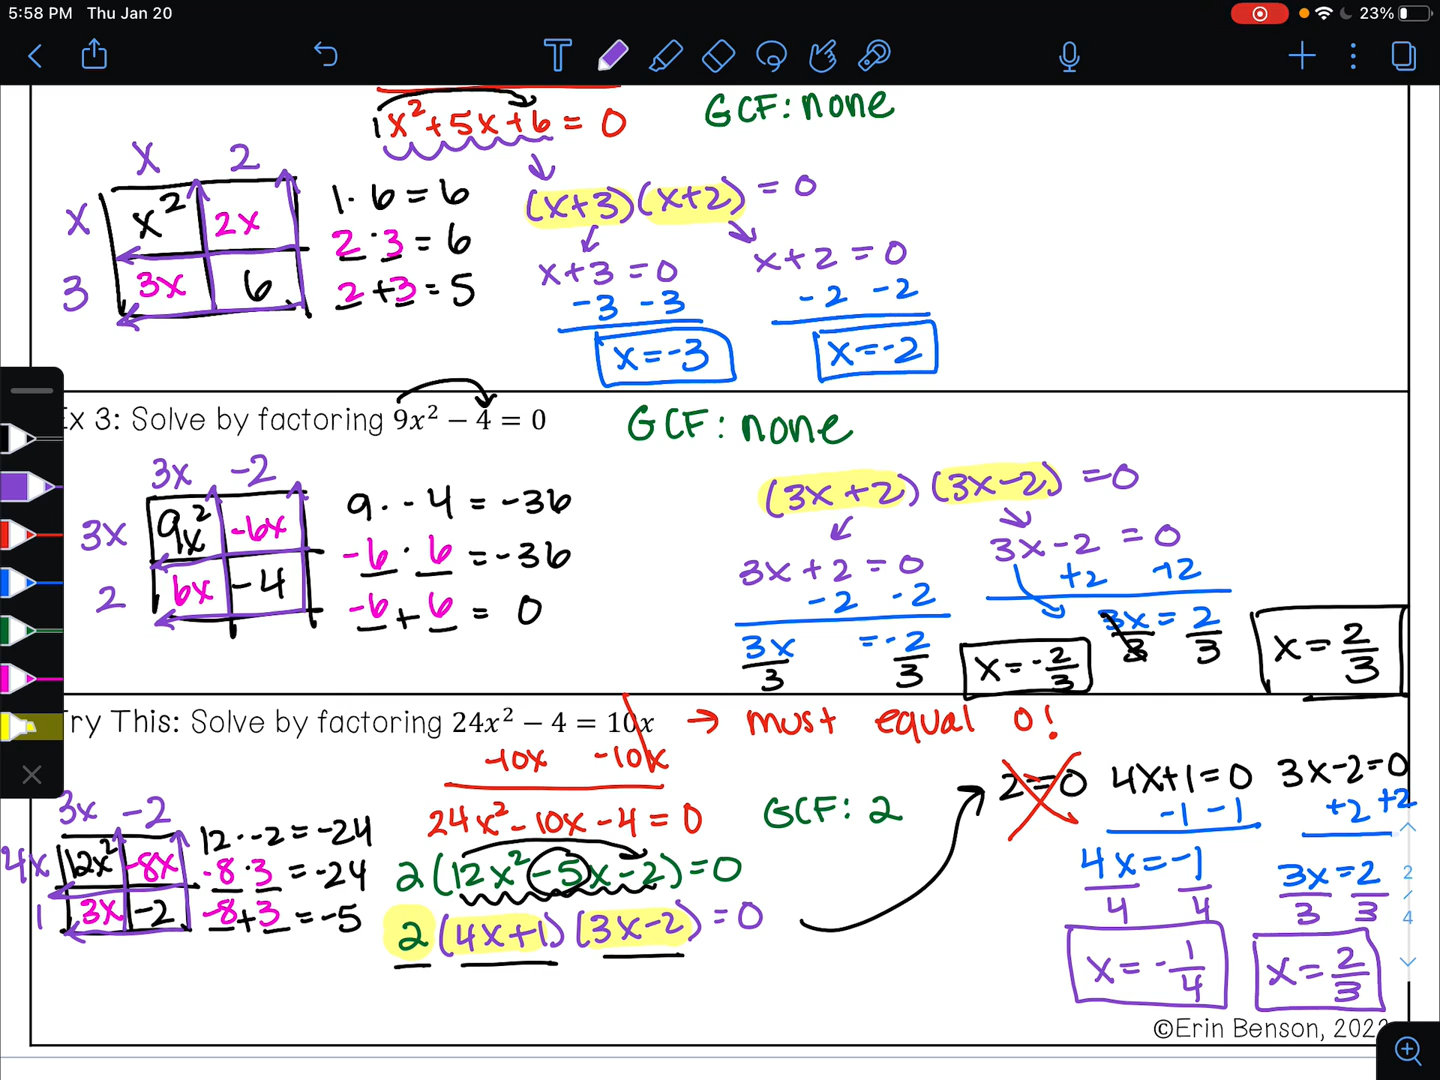 5:58 PM Thu Jan 20
23%
1x² + 5x + 6 = 0
GCF: none
x 2
x x² 2x
3 3x 6
1 · 6 = 6
2 · 3 = 6
2 + 3 = 5
(x+3)(x+2) = 0
x+3 = 0
-3 -3
x = -3
x+2 = 0
-2 -2
x = -2
Ex 3: Solve by factoring 9x² − 4 = 0
GCF: none
3x -2
3x 9x² -6x
2 6x -4
9 · -4 = -36
-6 · 6 = -36
-6 + 6 = 0
(3x+2)(3x-2) = 0
3x+2 = 0
-2 -2
3x/3 = -2/3
x = -2/3
3x-2 = 0
+2 +2
3x/3 = 2/3
x = 2/3
Try This: Solve by factoring 24x² − 4 = 10x → must equal 0!
-10x -10x
24x² - 10x - 4 = 0
GCF: 2
2(12x² - 5x - 2) = 0
2(4x+1)(3x-2) = 0
3x -2
4x 12x² -8x
1 3x -2
12 · -2 = -24
-8 · 3 = -24
-8 + 3 = -5
2=0
4x+1=0
-1 -1
4x/4 = -1/4
x = -1/4
3x-2=0
+2 +2
3x/3 = 2/3
x = 2/3
2/4
©Erin Benson, 202